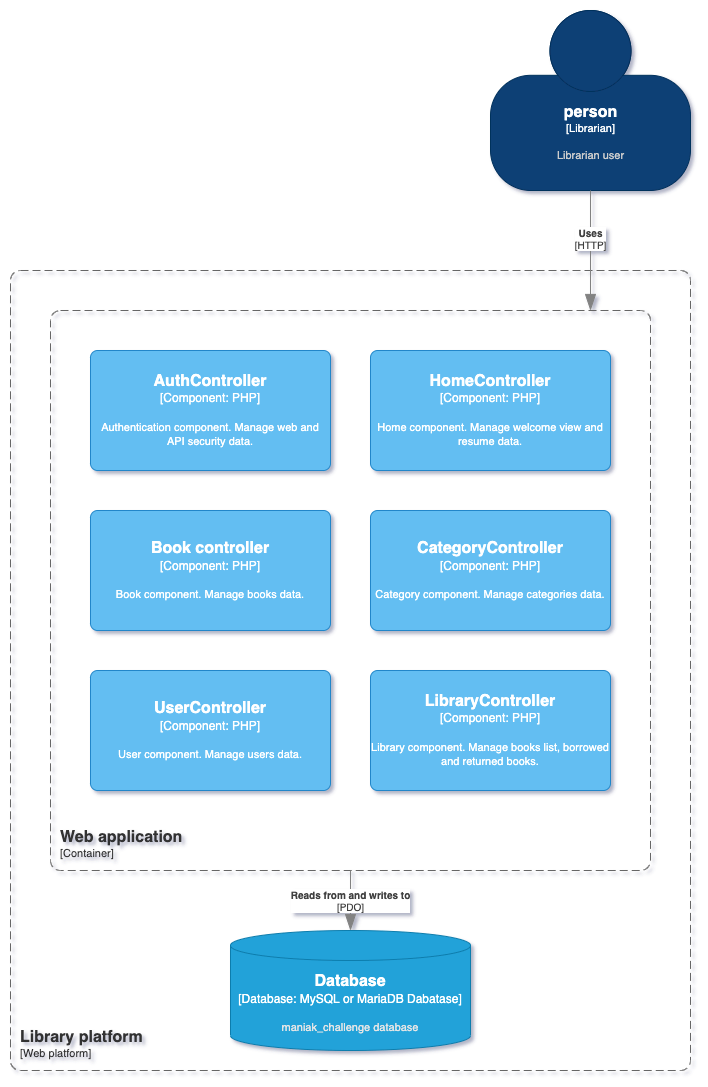 person
[Librarian]
Librarian user
Uses
[HTTP]
AuthController
[Component: PHP]
Authentication component. Manage web and
API security data.
HomeController
[Component: PHP]
Home component. Manage welcome view and
resume data.
Book controller
[Component: PHP]
Book component. Manage books data.
CategoryController
[Component: PHP]
Category component. Manage categories data.
UserController
[Component: PHP]
User component. Manage users data.
LibraryController
[Component: PHP]
Library component. Manage books list, borrowed
and returned books.
Web application
[Container]
Reads from and writes to
[PDO]
Database
[Database: MySQL or MariaDB Dabatase]
maniak_challenge database
Library platform
[Web platform]